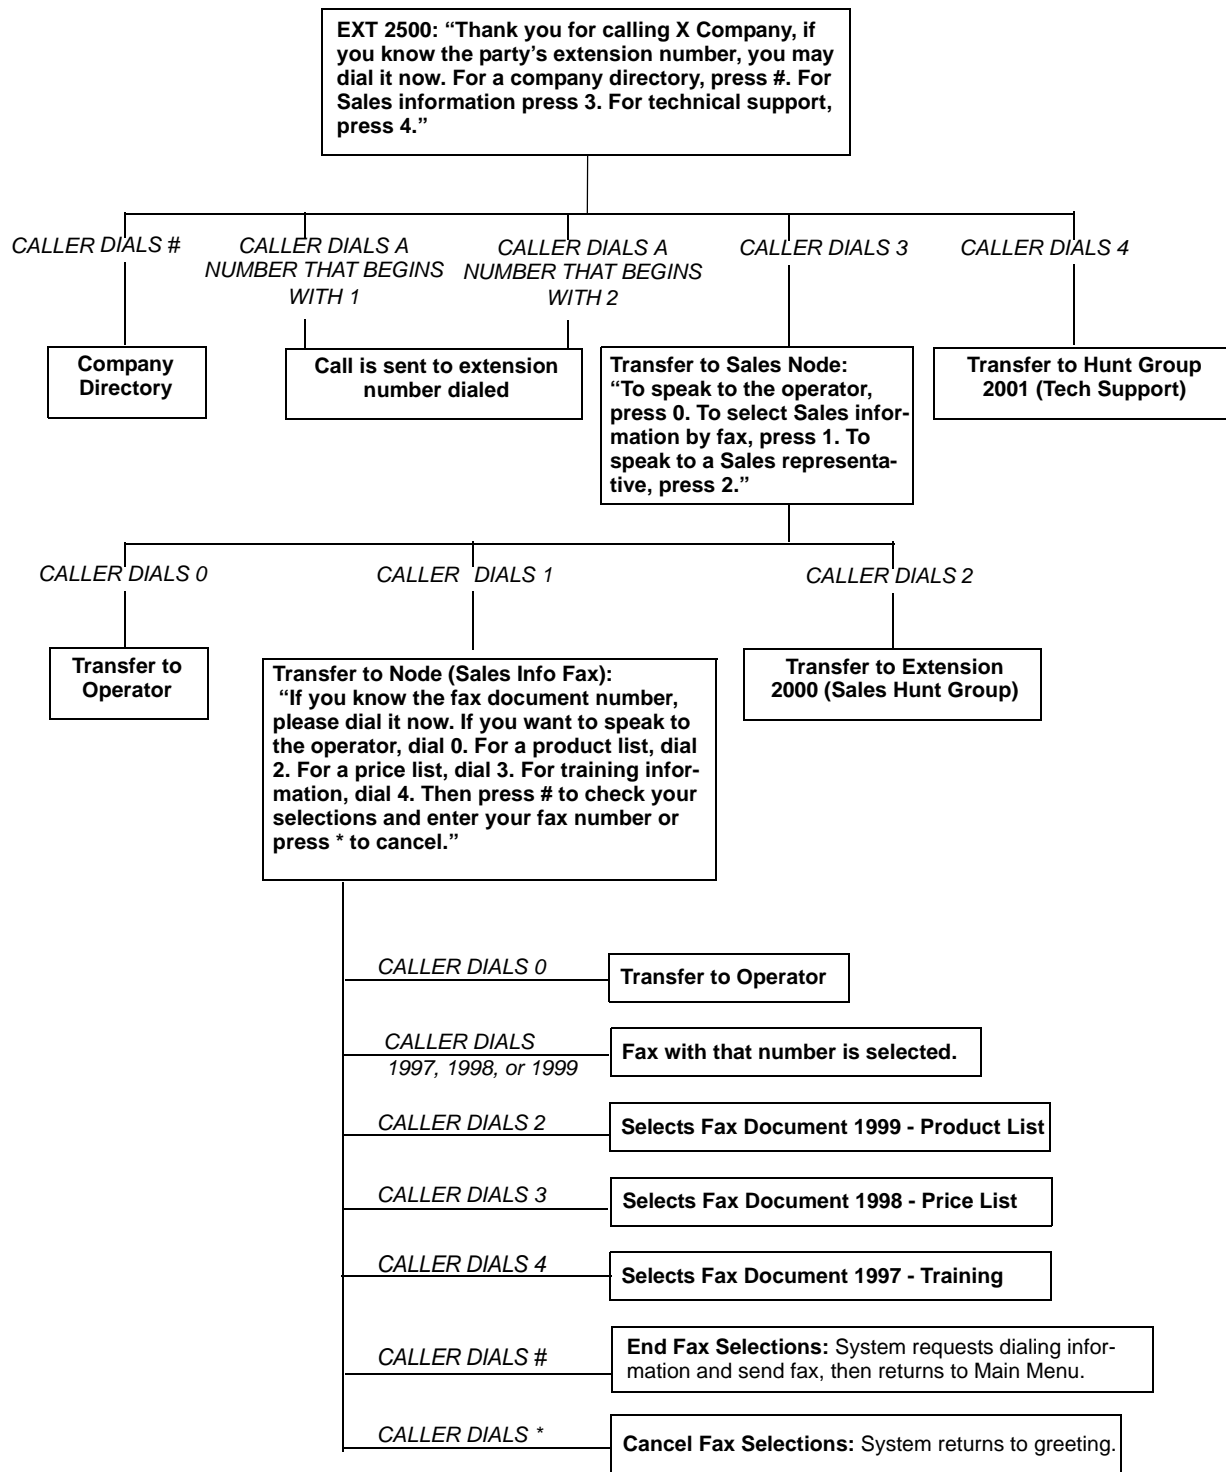 EXT 2500: “Thank you for calling X Company, if
you know the party’s extension number, you may
dial it now. For a company directory, press #. For
Sales information press 3. For technical support,
press 4.”
CALLER DIALS #
CALLER DIALS A
NUMBER THAT BEGINS
WITH 1
CALLER DIALS A
NUMBER THAT BEGINS
WITH 2
CALLER DIALS 3
CALLER DIALS 4
Company
Directory
Call is sent to extension
number dialed
Transfer to Sales Node:
“To speak to the operator,
press 0. To select Sales infor-
mation by fax, press 1. To
speak to a Sales representa-
tive, press 2.”
Transfer to Hunt Group
2001 (Tech Support)
CALLER DIALS 0
CALLER DIALS 1
CALLER DIALS 2
Transfer to
Operator
Transfer to Node (Sales Info Fax):
“If you know the fax document number,
please dial it now. If you want to speak to
the operator, dial 0. For a product list, dial
2. For a price list, dial 3. For training infor-
mation, dial 4. Then press # to check your
selections and enter your fax number or
press * to cancel.”
Transfer to Extension
2000 (Sales Hunt Group)
CALLER DIALS 0
Transfer to Operator
CALLER DIALS
1997, 1998, or 1999
Fax with that number is selected.
CALLER DIALS 2
Selects Fax Document 1999 - Product List
CALLER DIALS 3
Selects Fax Document 1998 - Price List
CALLER DIALS 4
Selects Fax Document 1997 - Training
CALLER DIALS #
End Fax Selections: System requests dialing infor-
mation and send fax, then returns to Main Menu.
CALLER DIALS *
Cancel Fax Selections: System returns to greeting.